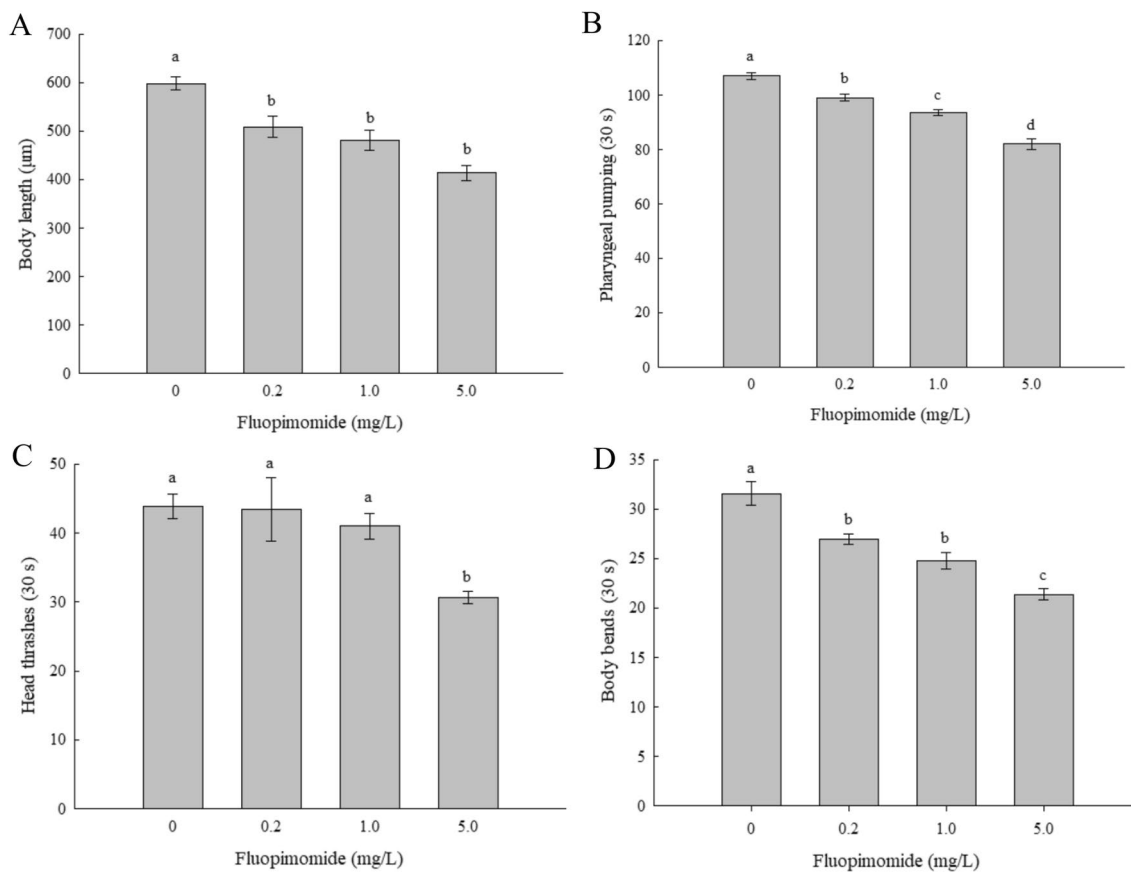 A
700
600
500
400
300
200
100
0
Body length (μm)
a
b
b
b
0 0.2 1.0 5.0
Fluopimomide (mg/L)
B
120
100
80
60
40
20
0
Pharyngeal pumping (30 s)
a
b
c
d
0 0.2 1.0 5.0
Fluopimomide (mg/L)
C
50
40
30
20
10
0
Head thrashes (30 s)
a
a
a
b
0 0.2 1.0 5.0
Fluopimomide (mg/L)
D
35
30
25
20
15
10
5
0
Body bends (30 s)
a
b
b
c
0 0.2 1.0 5.0
Fluopimomide (mg/L)